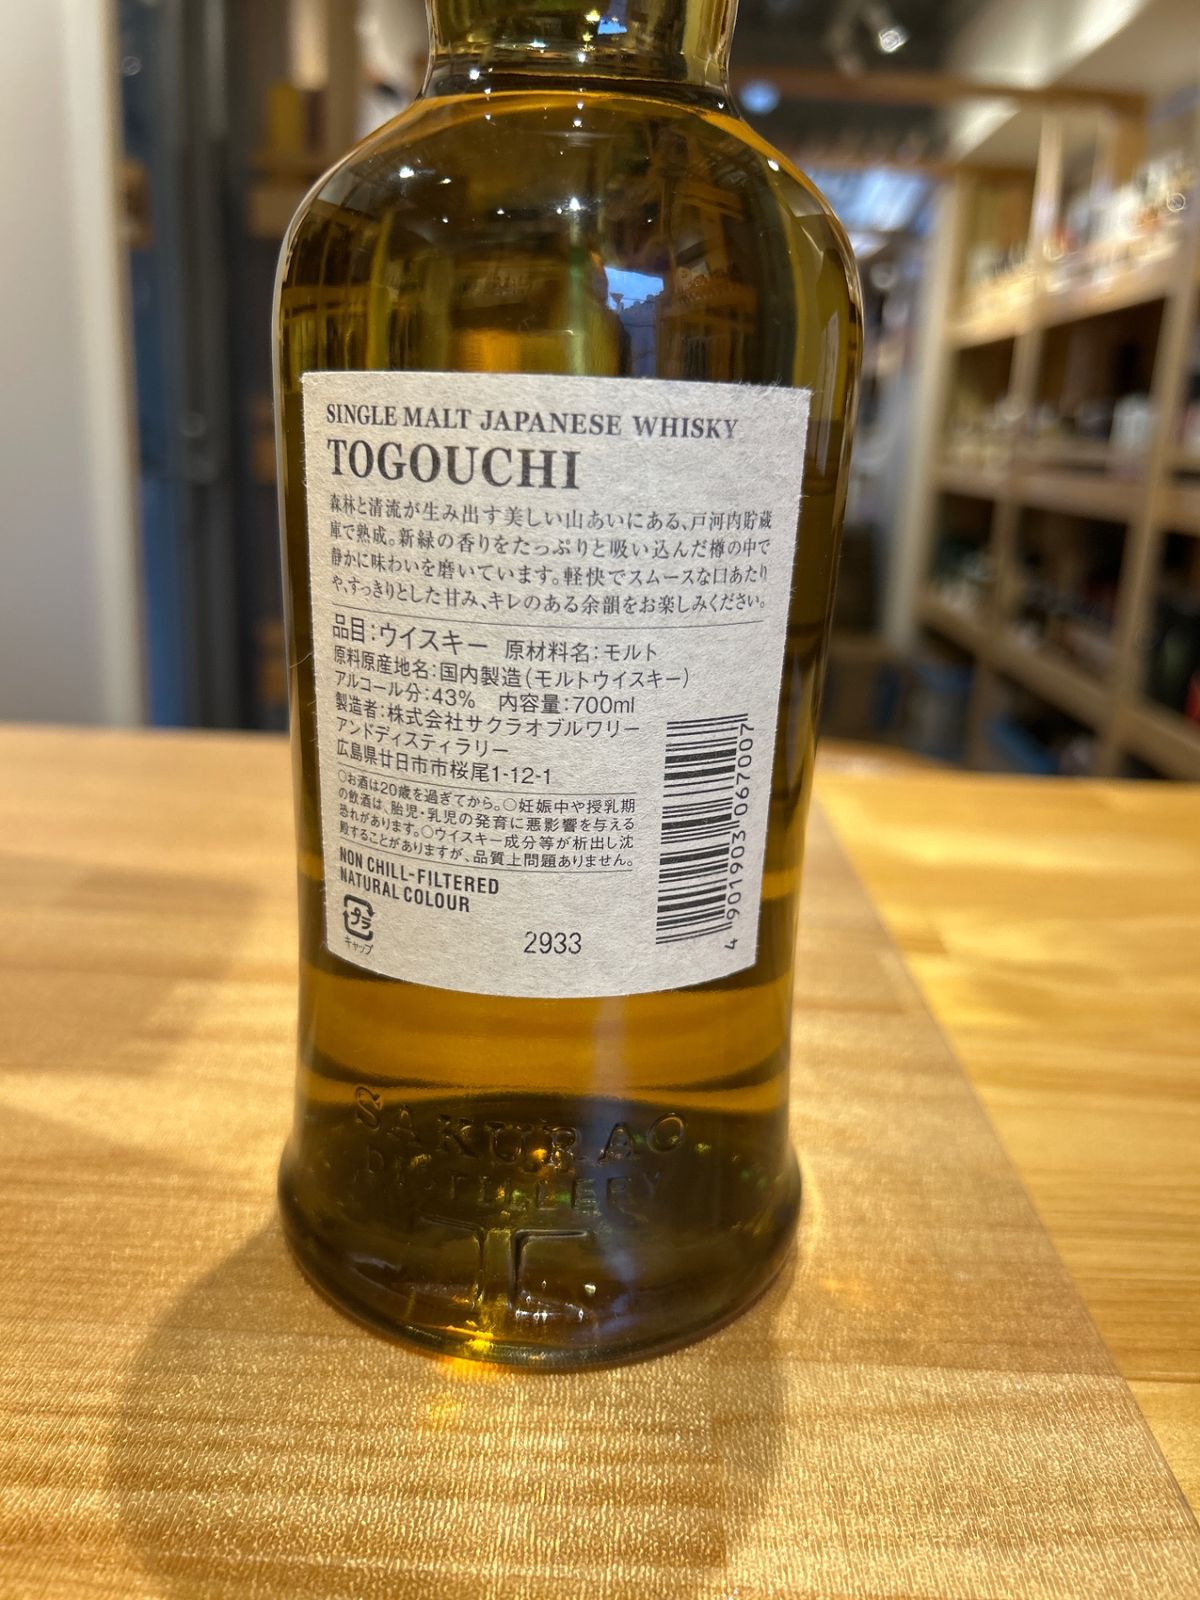 SINGLE MALT JAPANESE WHISKY
TOGOUCHI
森林と清流が生み出す美しい山あいにある、戸河内貯蔵
庫で熟成。新緑の香りをたっぷりと吸い込んだ樽の中で
静かに味わいを磨いています。軽快でスムースな口あたり
や、すっきりとした甘み、キレのある余韻をお楽しみください。
品目：ウイスキー 原材料名：モルト
原料原産地名：国内製造（モルトウイスキー）
アルコール分：43% 内容量：700ml
製造者：株式会社サクラオブルワリー
アンドディスティラリー
広島県廿日市市桜尾1-12-1
○お酒は20歳を過ぎてから。○妊娠中や授乳期
の飲酒は、胎児・乳児の発育に悪影響を与える
恐れがあります。○ウイスキー成分等が析出し沈
殿することがありますが、品質上問題ありません。
NON CHILL-FILTERED
NATURAL COLOUR
プラ
キャップ
2933
4 901903 067007
SAKURAO
DISTILLERY